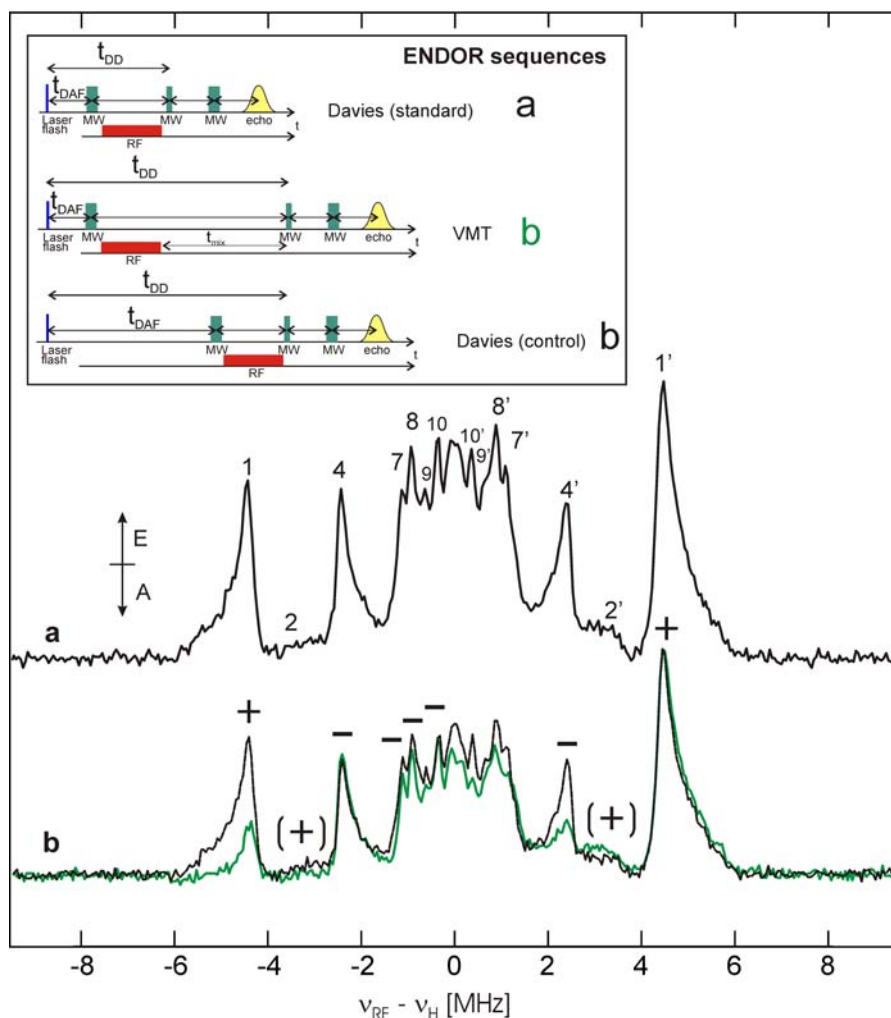 ENDOR sequences
t_DD
t_DAF
Laser flash MW MW MW echo t
RF
Davies (standard) a
t_DD
t_DAF
Laser flash MW t_mix MW MW echo t
RF
VMT b
t_DD
t_DAF
Laser flash MW MW MW echo t
RF
Davies (control) b
1'
8'
8 10
10' 7'
7 9 9'
1 4 4'
E
A
2 2'
a
+
+ − − − − −
(+) (+)
b
-8 -6 -4 -2 0 2 4 6 8
ν_RF - ν_H [MHz]